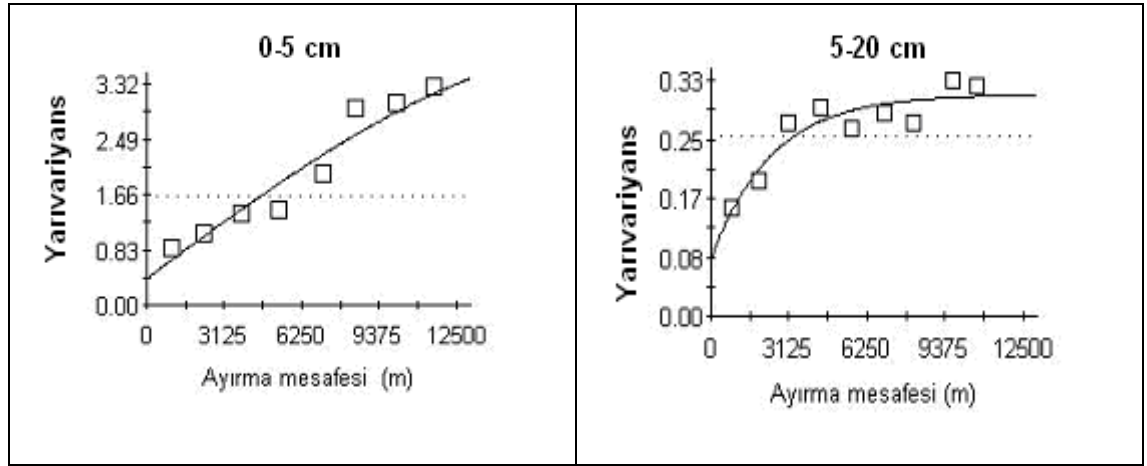 0-5 cm
3.32
2.49
1.66
0.83
0.00
Yarıvariyans
0 3125 6250 9375 12500
Ayırma mesafesi (m)
5-20 cm
0.33
0.25
0.17
0.08
0.00
Yarıvariyans
0 3125 6250 9375 12500
Ayırma mesafesi (m)